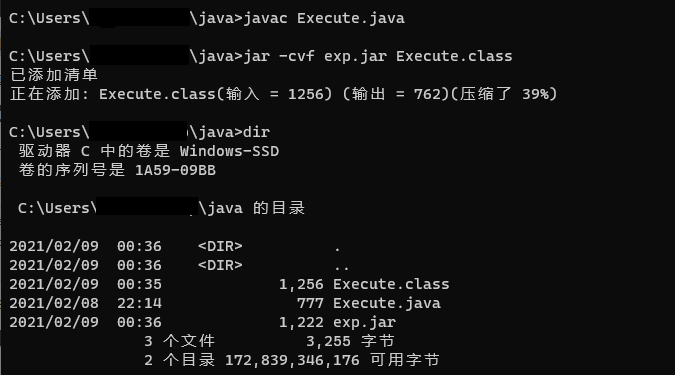 C:\Users\ \java>javac Execute.java
C:\Users\ \java>jar -cvf exp.jar Execute.class
已添加清单
正在添加: Execute.class(输入 = 1256) (输出 = 762)(压缩了 39%)
C:\Users\ \java>dir
驱动器 C 中的卷是 Windows-SSD
卷的序列号是 1A59-09BB
C:\Users\ \java 的目录
2021/02/09  00:36    <DIR>          .
2021/02/09  00:36    <DIR>          ..
2021/02/09  00:35             1,256 Execute.class
2021/02/08  22:14               777 Execute.java
2021/02/09  00:36             1,222 exp.jar
3 个文件          3,255 字节
2 个目录 172,839,346,176 可用字节